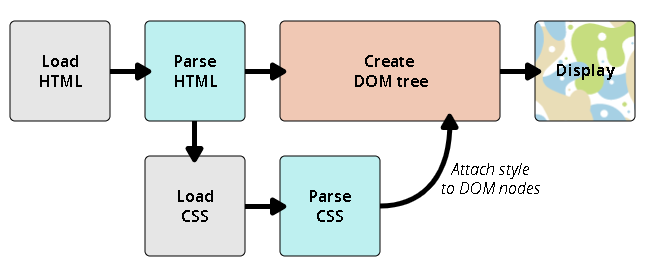 Load
HTML
Parse
HTML
Create
DOM tree
Display
Load
CSS
Parse
CSS
Attach style
to DOM nodes